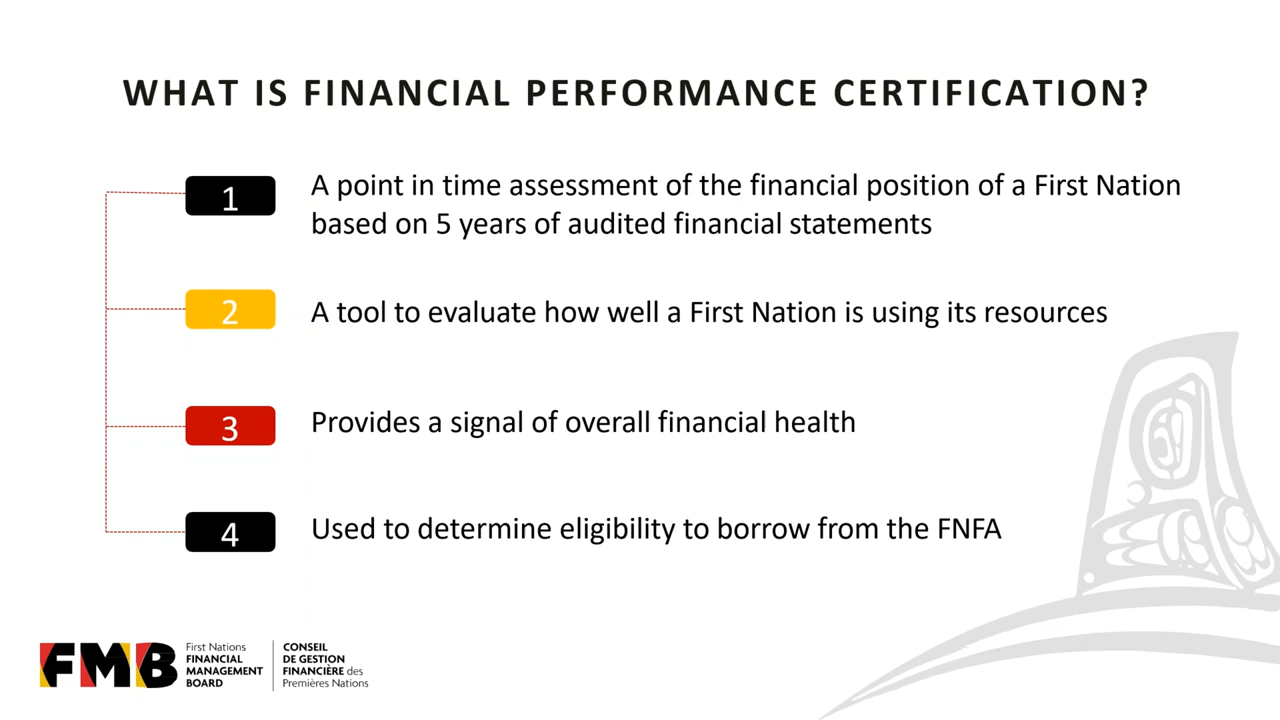 WHAT IS FINANCIAL PERFORMANCE CERTIFICATION?
1
A point in time assessment of the financial position of a First Nation
based on 5 years of audited financial statements
2
A tool to evaluate how well a First Nation is using its resources
3
Provides a signal of overall financial health
4
Used to determine eligibility to borrow from the FNFA
FMB
First Nations
FINANCIAL
MANAGEMENT
BOARD
CONSEIL
DE GESTION
FINANCIÈRE des
Premières Nations